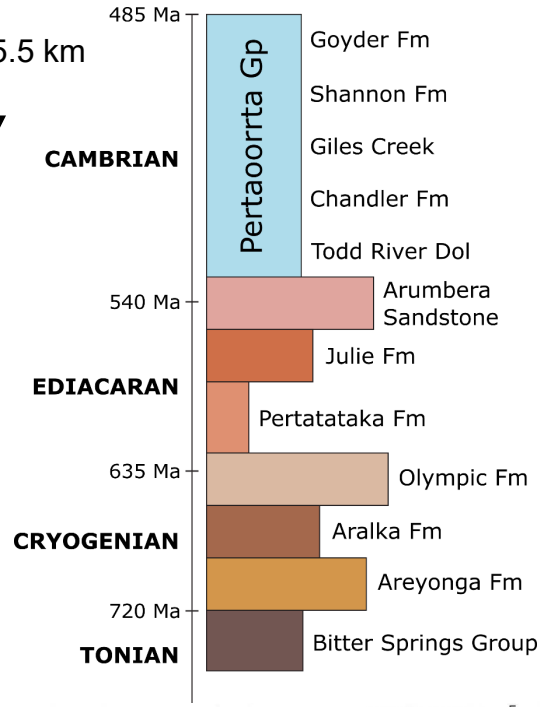 485 Ma
5.5 km
Pertaoorrta Gp
Goyder Fm
Shannon Fm
Giles Creek
CAMBRIAN
Chandler Fm
Todd River Dol
540 Ma
Arumbera
Sandstone
Julie Fm
EDIACARAN
Pertatataka Fm
635 Ma
Olympic Fm
Aralka Fm
CRYOGENIAN
Areyonga Fm
720 Ma
Bitter Springs Group
TONIAN